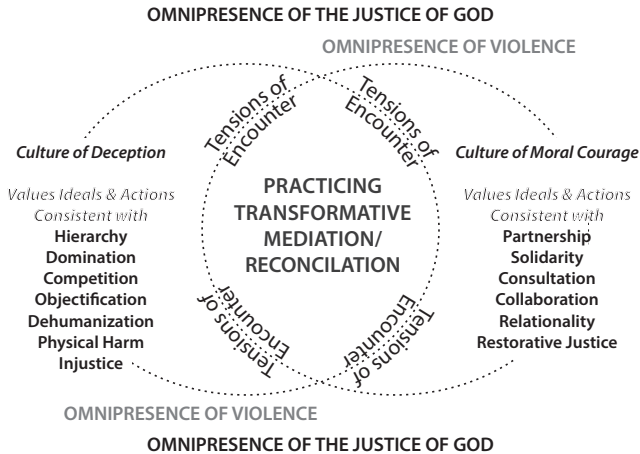 OMNIPRESENCE OF THE JUSTICE OF GOD
OMNIPRESENCE OF VIOLENCE
Tensions of
Encounter
Tensions of
Encounter
Culture of Deception
Values Ideals & Actions
Consistent with
Hierarchy
Domination
Competition
Objectification
Dehumanization
Physical Harm
Injustice
PRACTICING
TRANSFORMATIVE
MEDIATION/
RECONCILATION
Culture of Moral Courage
Values Ideals & Actions
Consistent with
Partnership
Solidarity
Consultation
Collaboration
Relationality
Restorative Justice
Tensions of
Encounter
Tensions of
Encounter
OMNIPRESENCE OF VIOLENCE
OMNIPRESENCE OF THE JUSTICE OF GOD